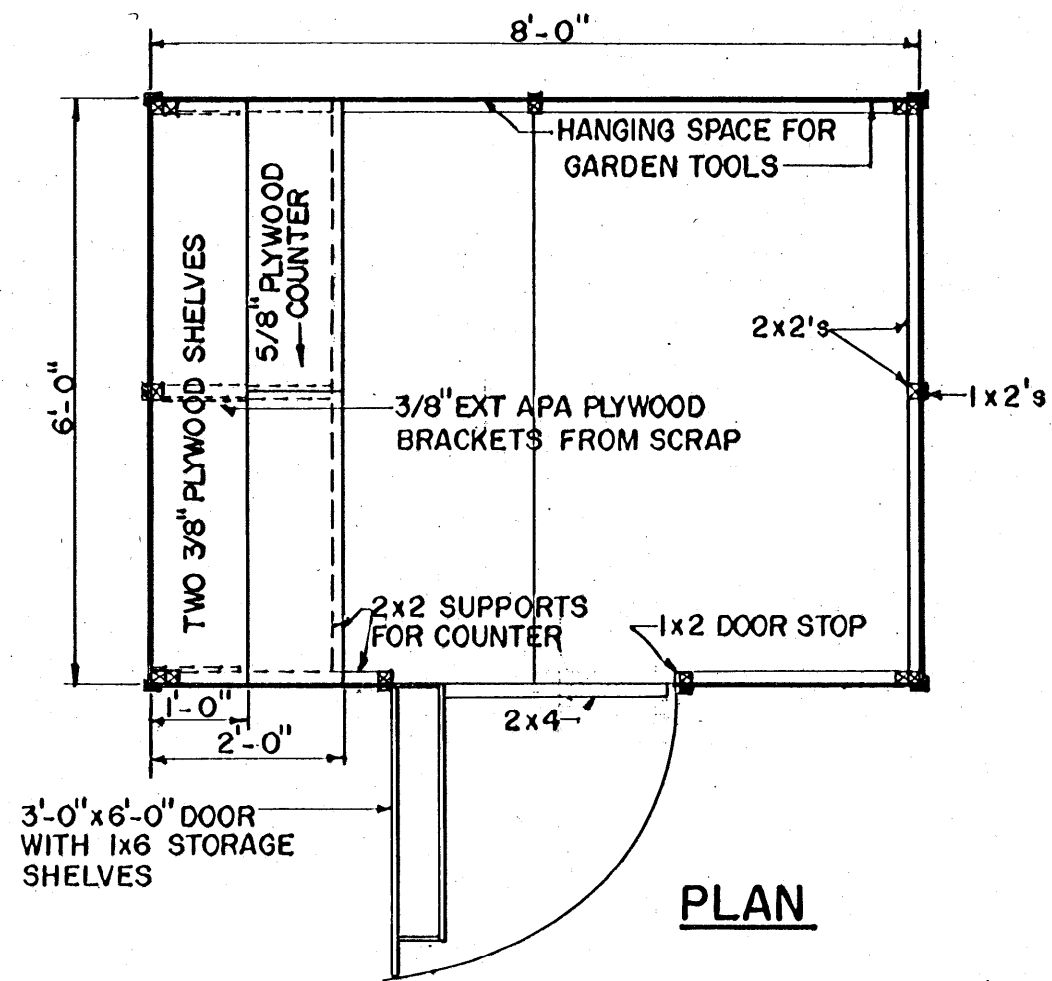 8'-0"
HANGING SPACE FOR
GARDEN TOOLS
5/8" PLYWOOD
COUNTER
TWO 3/8" PLYWOOD SHELVES
2x2's
6'-0"
1x2's
3/8" EXT APA PLYWOOD
BRACKETS FROM SCRAP
2x2 SUPPORTS
FOR COUNTER
1x2 DOOR STOP
1'-0"
2x4
2'-0"
3'-0"x6'-0" DOOR
WITH 1x6 STORAGE
SHELVES
PLAN